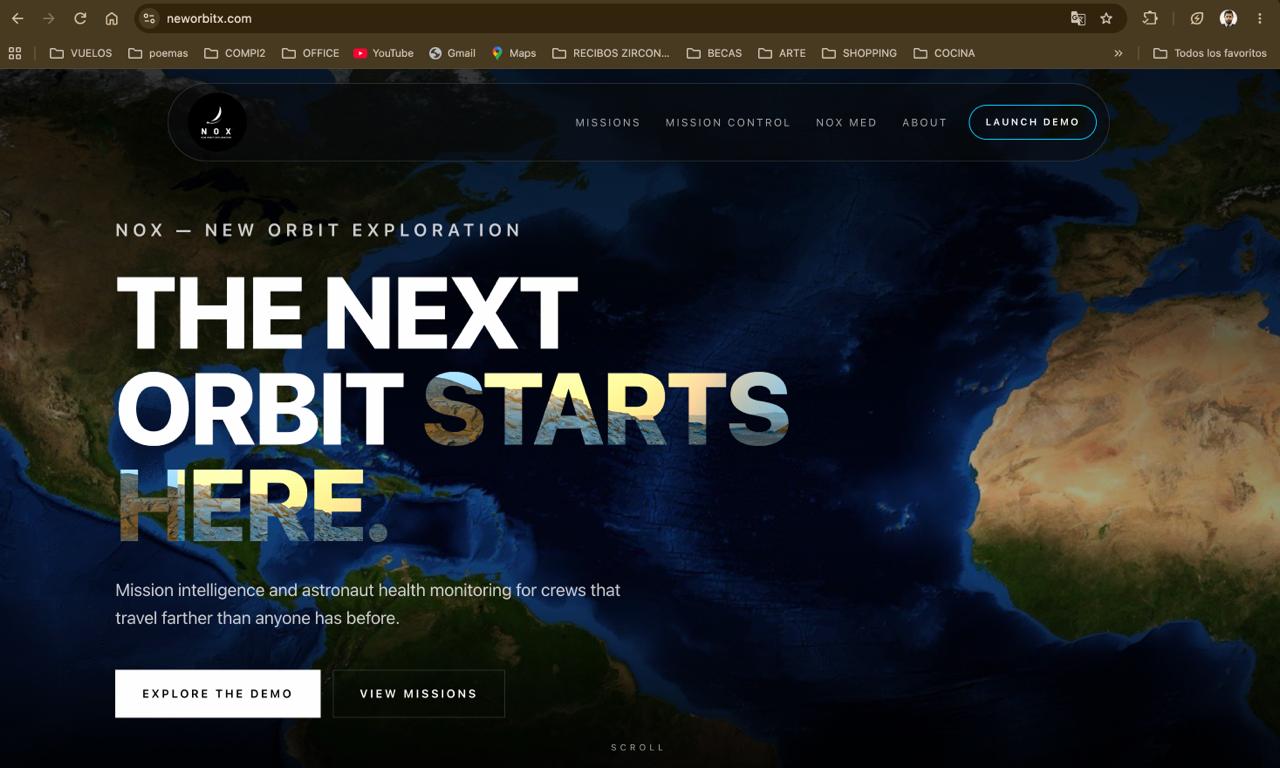 neworbitx.com
VUELOS poemas COMPI2 OFFICE YouTube Gmail Maps RECIBOS ZIRCON... BECAS ARTE SHOPPING COCINA » Todos los favoritos
NOX
MISSIONS MISSION CONTROL NOX MED ABOUT LAUNCH DEMO
NOX — NEW ORBIT EXPLORATION
THE NEXT
ORBIT STARTS
HERE.
Mission intelligence and astronaut health monitoring for crews that
travel farther than anyone has before.
EXPLORE THE DEMO VIEW MISSIONS
SCROLL